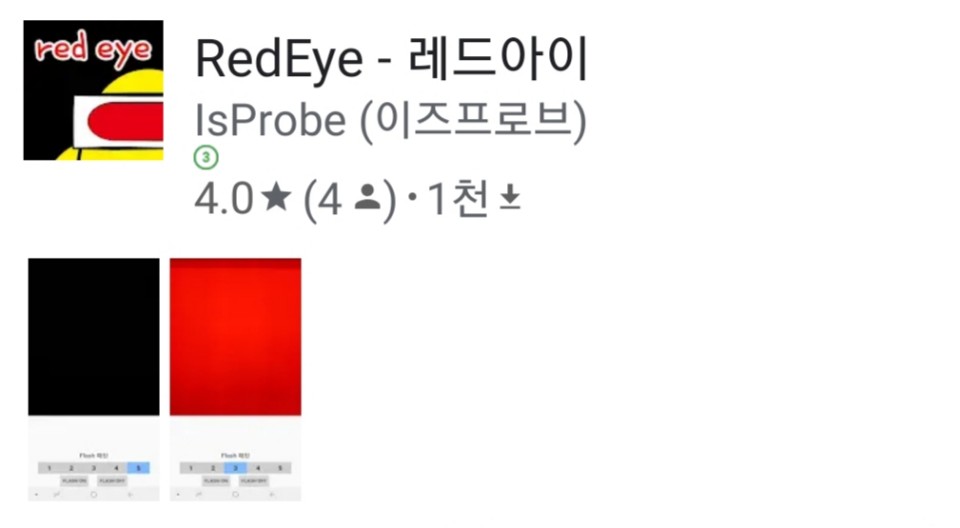 red eye
RedEye - 레드아이
IsProbe (이즈프로브)
3
4.0★ (4) • 1천
Flash 패턴
1 2 3 4 5
FLASH ON FLASH OFF
Flash 패턴
1 2 3 4 5
FLASH ON FLASH OFF